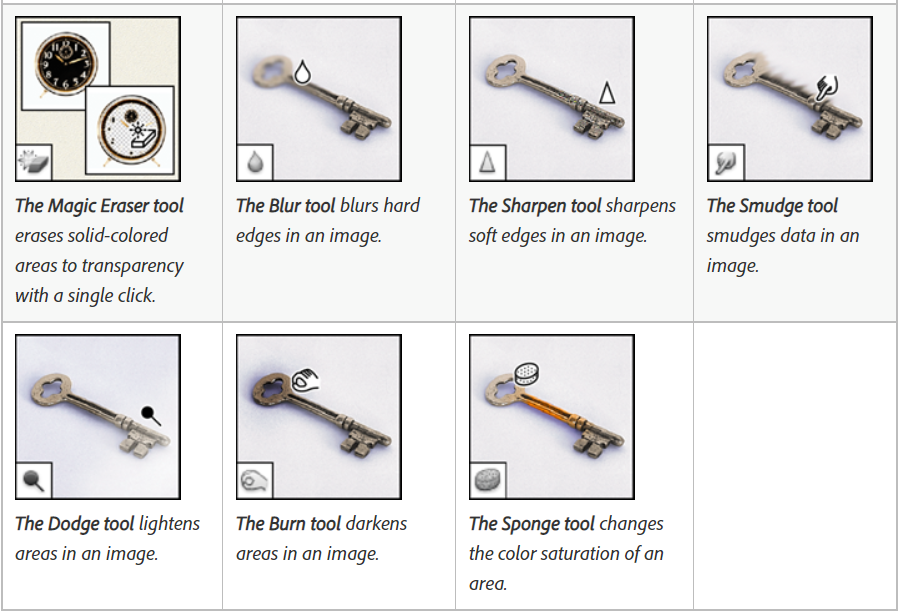 The Magic Eraser tool
erases solid-colored
areas to transparency
with a single click.
The Blur tool blurs hard
edges in an image.
The Sharpen tool sharpens
soft edges in an image.
The Smudge tool
smudges data in an
image.
The Dodge tool lightens
areas in an image.
The Burn tool darkens
areas in an image.
The Sponge tool changes
the color saturation of an
area.